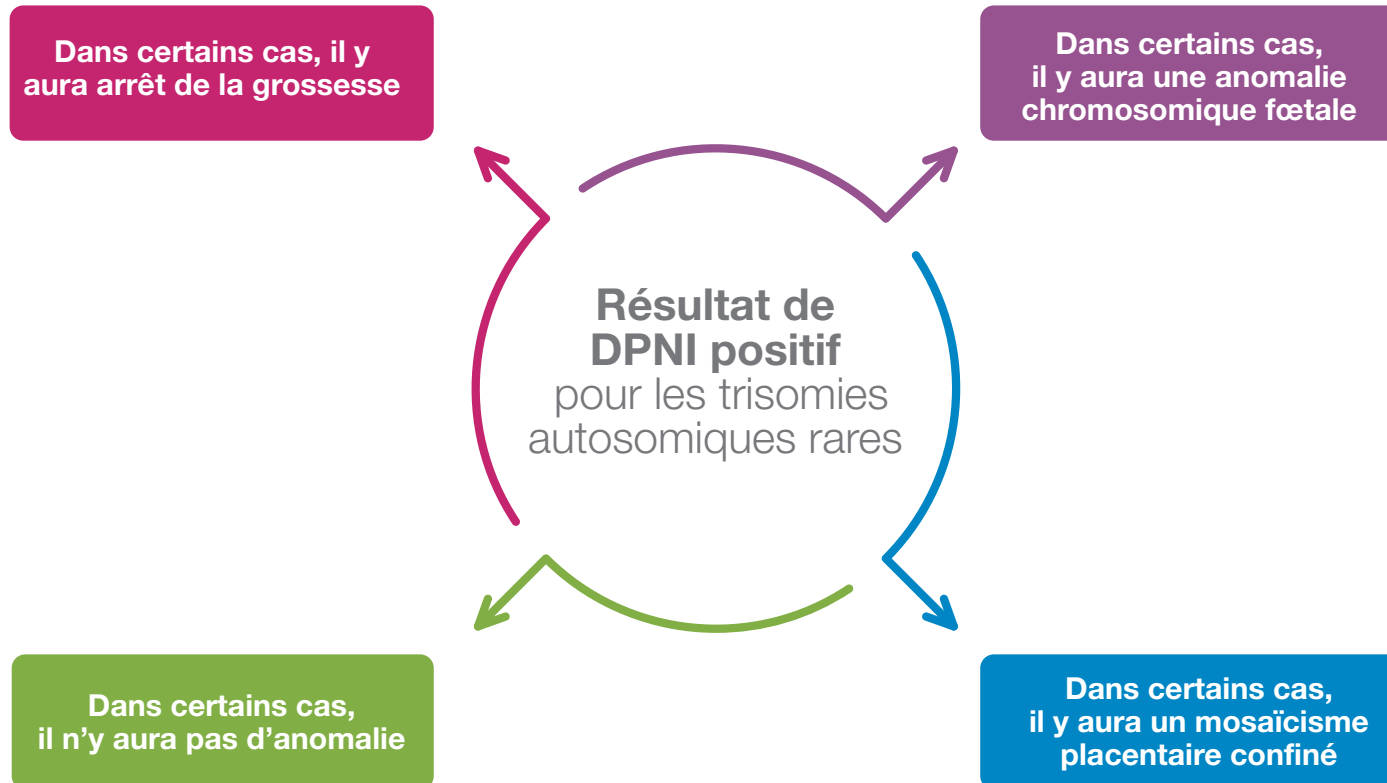 Dans certains cas, il y
aura arrêt de la grossesse
Dans certains cas,
il y aura une anomalie
chromosomique fœtale
Résultat de
DPNI positif
pour les trisomies
autosomiques rares
Dans certains cas,
il n’y aura pas d’anomalie
Dans certains cas,
il y aura un mosaïcisme
placentaire confiné